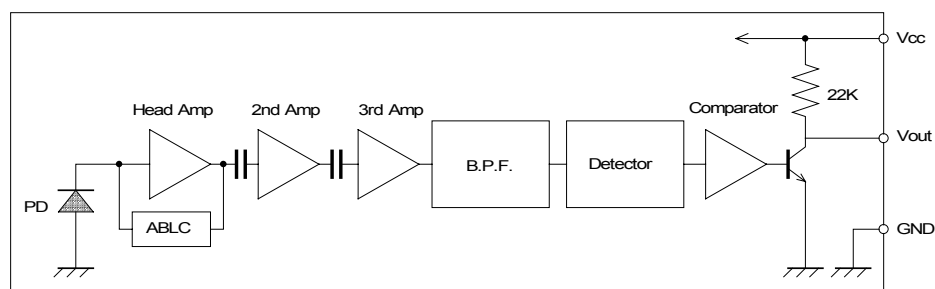 Vcc
Head Amp
2nd Amp
3rd Amp
Comparator
22K
Vout
B.P.F.
Detector
PD
ABLC
GND